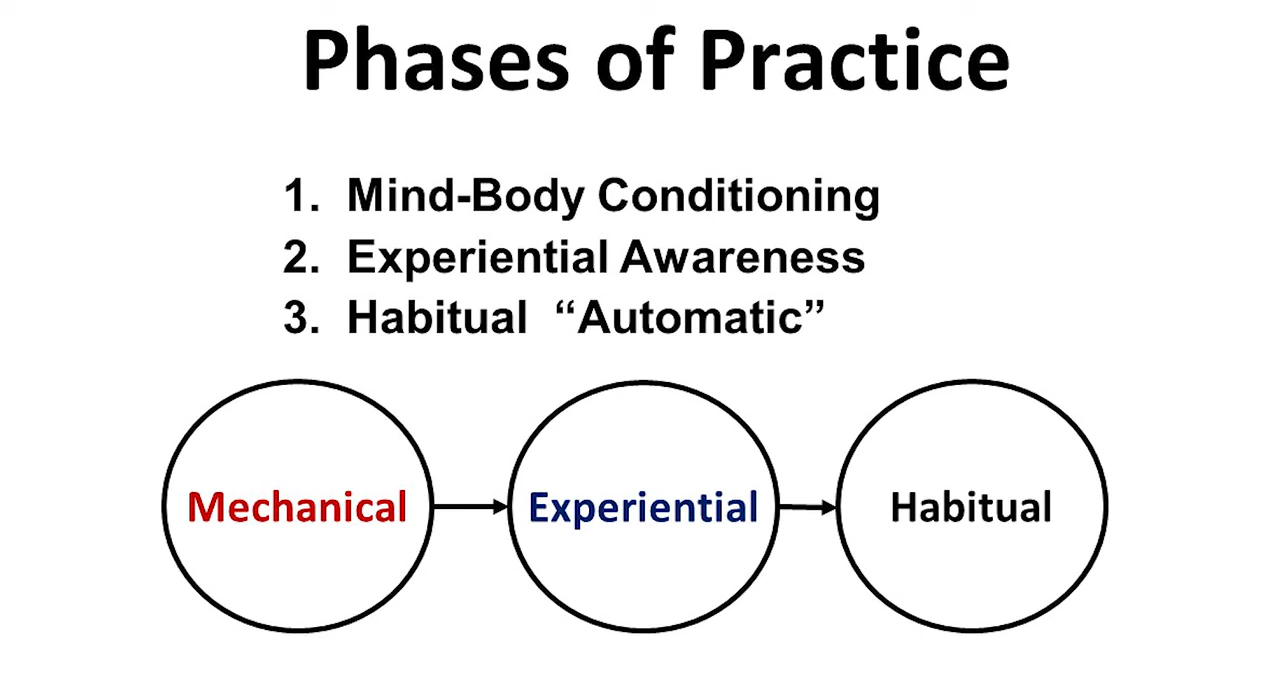 Phases of Practice
1. Mind-Body Conditioning
2. Experiential Awareness
3. Habitual “Automatic”
Mechanical
Experiential
Habitual